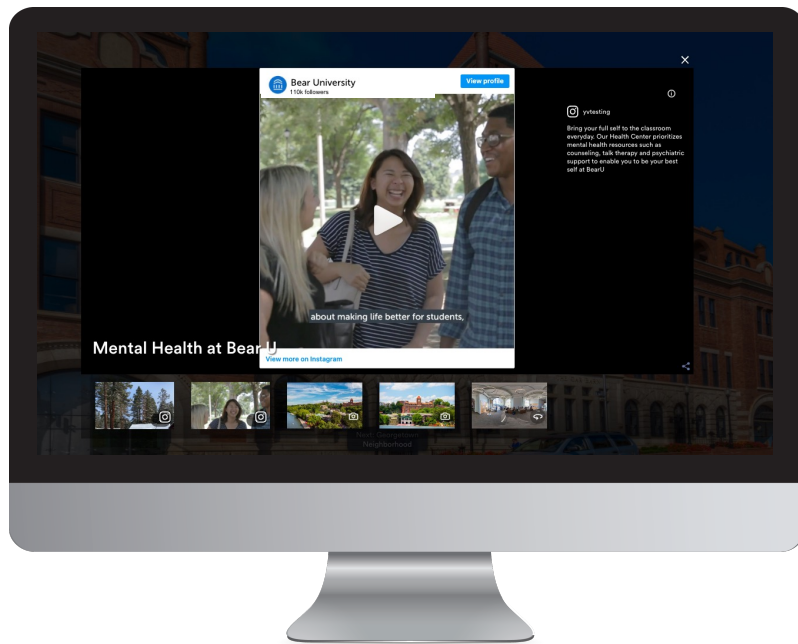 Bear University
110k followers
View profile
yvtesting
Bring your full self to the classroom
everyday. Our Health Center prioritizes
mental health resources such as
counseling, talk therapy and psychiatric
support to enable you to be your best
self at BearU
about making life better for students,
Mental Health at Bear U
View more on Instagram
Neighborhood